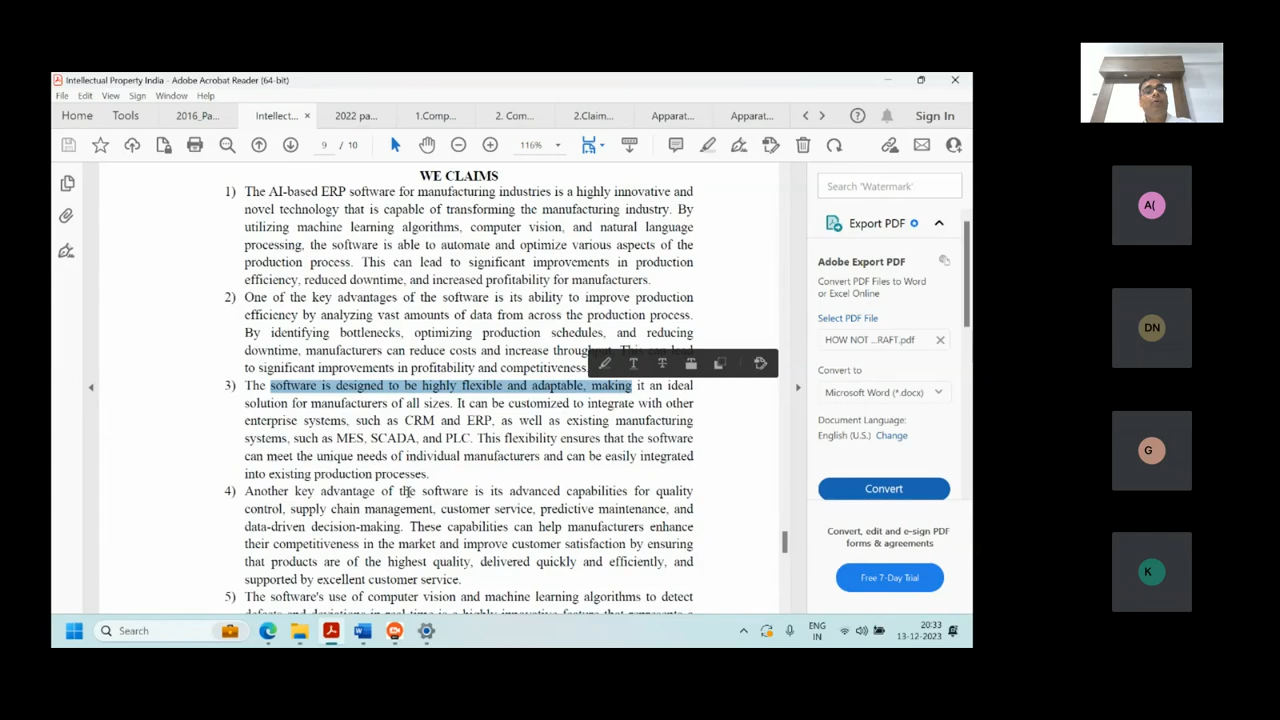 Intellectual Property India - Adobe Acrobat Reader (64-bit)
File Edit View Sign Window Help
Home Tools 2016_Pa... Intellect... 2022 pa... 1.Comp... 2. Com... 2.Claim... Apparat... Apparat... Sign In
9 / 10 116%
WE CLAIMS
1) The AI-based ERP software for manufacturing industries is a highly innovative and
novel technology that is capable of transforming the manufacturing industry. By
utilizing machine learning algorithms, computer vision, and natural language
processing, the software is able to automate and optimize various aspects of the
production process. This can lead to significant improvements in production
efficiency, reduced downtime, and increased profitability for manufacturers.
2) One of the key advantages of the software is its ability to improve production
efficiency by analyzing vast amounts of data from across the production process.
By identifying bottlenecks, optimizing production schedules, and reducing
downtime, manufacturers can reduce costs and increase throughput. This can lead
to significant improvements in profitability and competitiveness.
3) The software is designed to be highly flexible and adaptable, making it an ideal
solution for manufacturers of all sizes. It can be customized to integrate with other
enterprise systems, such as CRM and ERP, as well as existing manufacturing
systems, such as MES, SCADA, and PLC. This flexibility ensures that the software
can meet the unique needs of individual manufacturers and can be easily integrated
into existing production processes.
4) Another key advantage of the software is its advanced capabilities for quality
control, supply chain management, customer service, predictive maintenance, and
data-driven decision-making. These capabilities can help manufacturers enhance
their competitiveness in the market and improve customer satisfaction by ensuring
that products are of the highest quality, delivered quickly and efficiently, and
supported by excellent customer service.
5) The software's use of computer vision and machine learning algorithms to detect
defects and deviations in real-time is a highly innovative feature that represents a
Search 'Watermark'
Export PDF
Adobe Export PDF
Convert PDF Files to Word
or Excel Online
Select PDF File
HOW NOT ...RAFT.pdf
Convert to
Microsoft Word (*.docx)
Document Language:
English (U.S.) Change
Convert
Convert, edit and e-sign PDF
forms & agreements
Free 7-Day Trial
Search
ENG
IN
20:33
13-12-2023
A(
DN
G
K